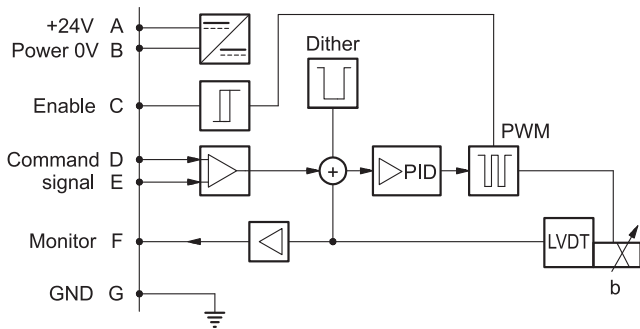 +24V A
Power 0V B
Dither
Enable C
PWM
Command D
signal E
+
PID
Monitor F
LVDT
b
GND G